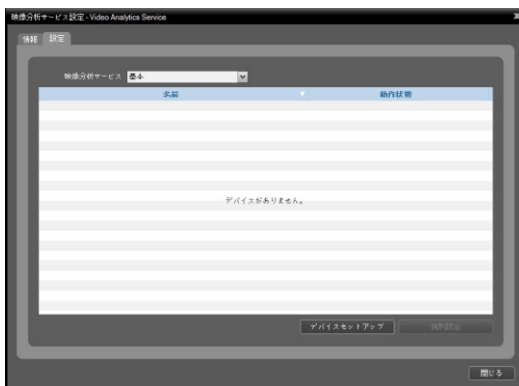 映像分析サービス設定 - Video Analytics Service X
情報 設定
映像分析サービス 基本
名前 動作状態
デバイスがありません。
デバイスセットアップ
閉じる